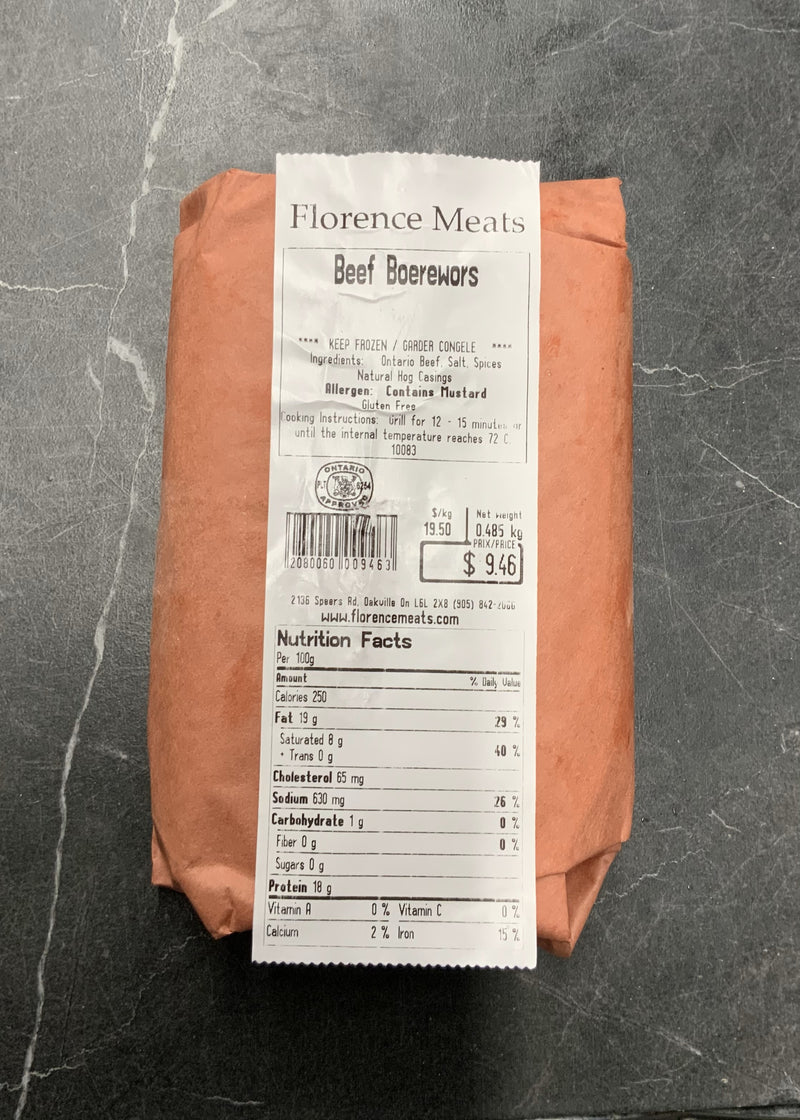 Florence Meats
Beef Boerewors
**** KEEP FROZEN / GARDER CONGELE ****
Ingredients: Ontario Beef, Salt, Spices
Natural Hog Casings
Allergen: Contains Mustard
Gluten Free
Cooking Instructions: Grill for 12 - 15 minutes or
until the internal temperature reaches 72 C
10083
ONTARIO
APPROVED
$/kg Net weight
19.50 0.485 kg
PRIX/PRICE
$ 9.46
2080060 009463
2136 Speers Rd, Oakville On L6L 2X8 (905) 842-
www.florencemeats.com
Nutrition Facts
Per 100g
Amount % Daily Value
Calories 250
Fat 19 g 29 %
Saturated 8 g
+ Trans 0 g 40 %
Cholesterol 65 mg
Sodium 630 mg 26 %
Carbohydrate 1 g 0 %
Fiber 0 g 0 %
Sugars 0 g
Protein 18 g
Vitamin A 0 % Vitamin C 0 %
Calcium 2 % Iron 15 %